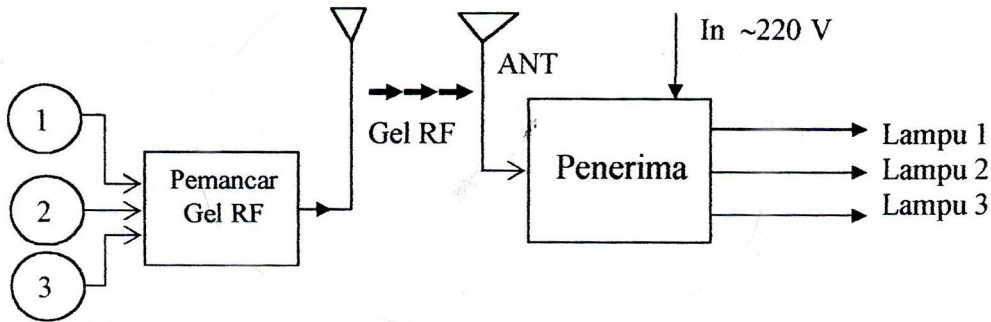 1
2
3
Pemancar
Gel RF
Gel RF
ANT
In ~220 V
Penerima
Lampu 1
Lampu 2
Lampu 3